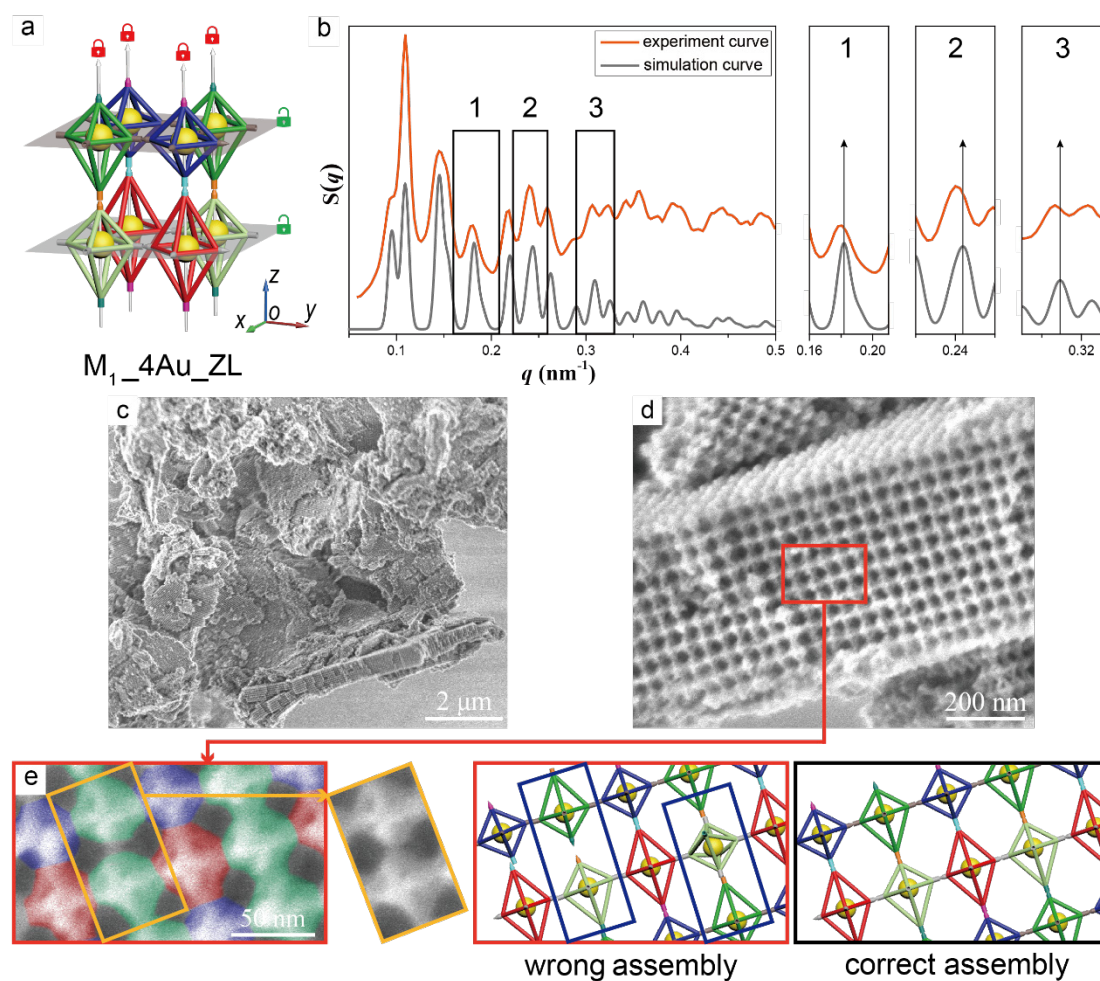 a
z
o
x
y
M1_4Au_ZL
b
experiment curve
simulation curve
1
2
3
S(q)
0.1
0.2
0.3
0.4
0.5
q (nm-1)
1
2
3
0.16
0.20
0.24
0.32
c
2 μm
d
200 nm
e
50 nm
wrong assembly
correct assembly